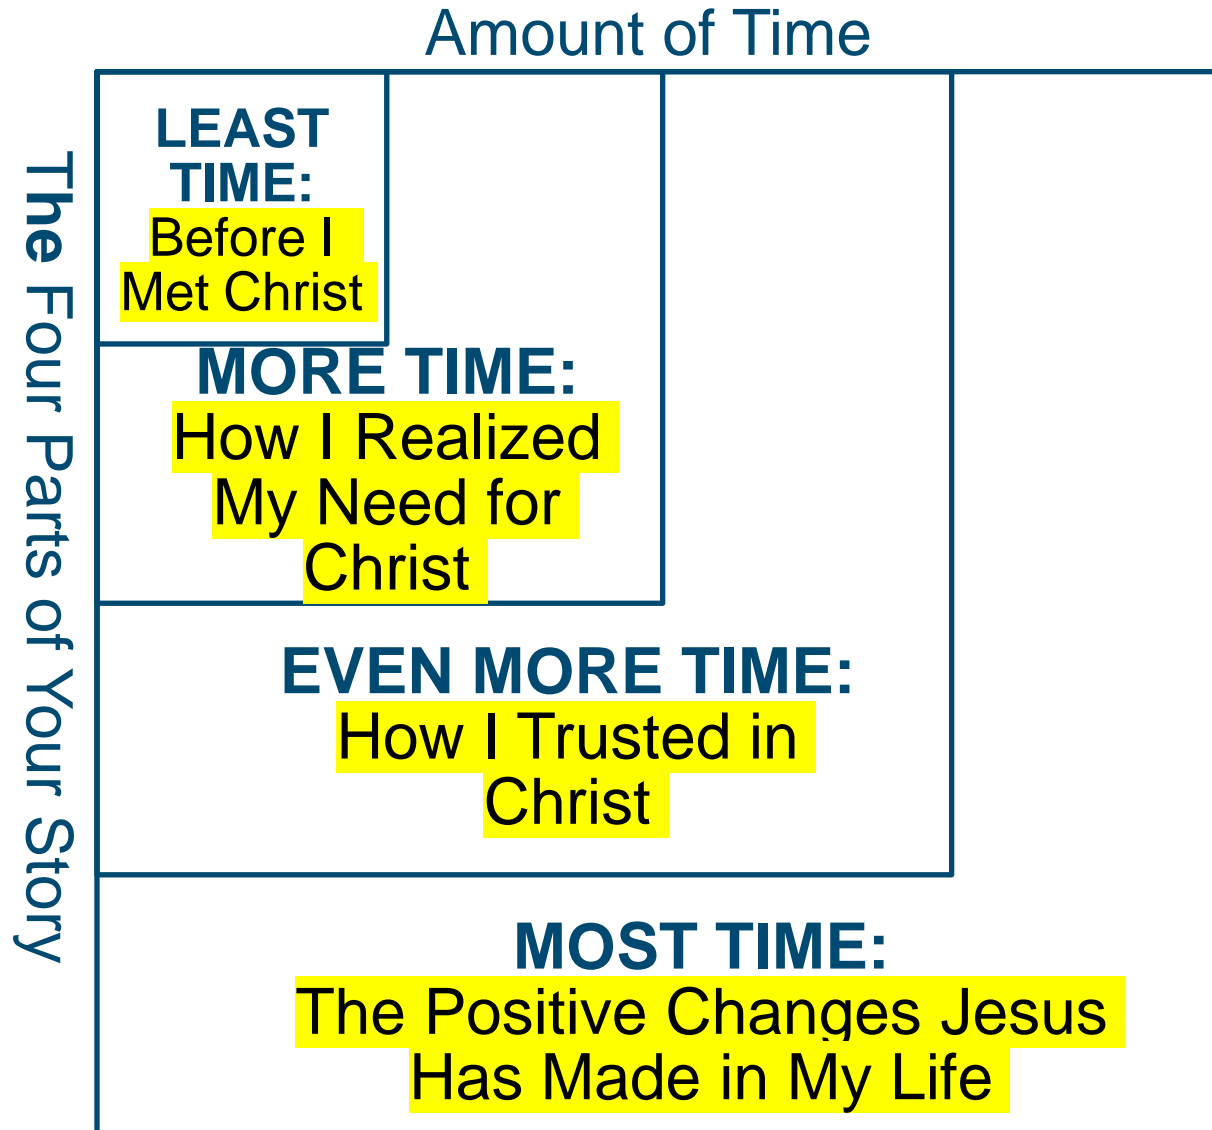 Amount of Time
The Four Parts of Your Story
LEAST
TIME:
Before I
Met Christ
MORE TIME:
How I Realized
My Need for
Christ
EVEN MORE TIME:
How I Trusted in
Christ
MOST TIME:
The Positive Changes Jesus
Has Made in My Life